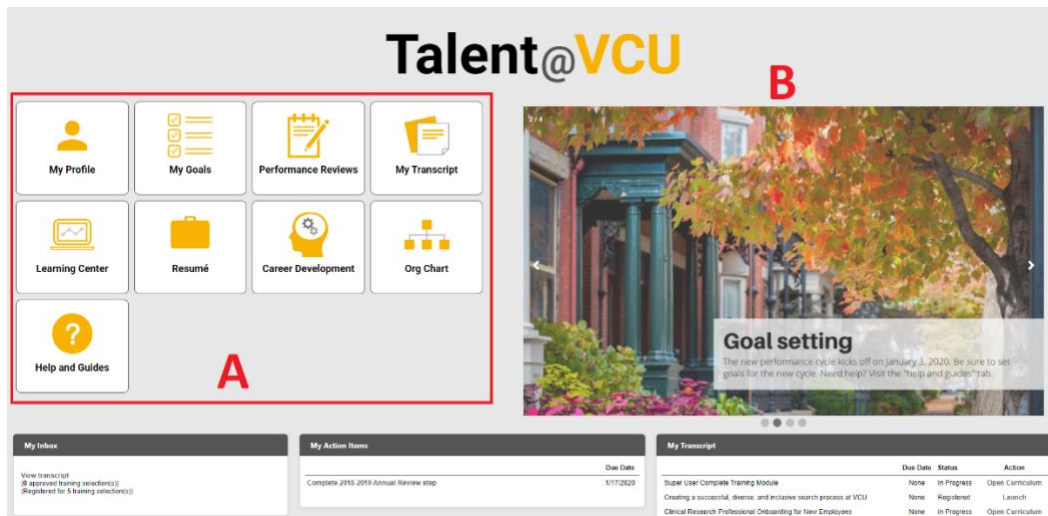 Talent@VCU
B
My Profile
My Goals
Performance Reviews
My Transcript
Learning Center
Resumé
Career Development
Org Chart
?
Help and Guides
A
2 / 4
Goal setting
The new performance cycle kicks off on January 3, 2020. Be sure to set
goals for the new cycle. Need help? Visit the "help and guides" tab.
My Inbox
View transcript
(0 approved training selection(s))
(Registered for 5 training selection(s))
My Action Items
Due Date
Complete 2018-2019 Annual Review step 1/17/2020
My Transcript
Due Date Status Action
Super User Complete Training Module None In Progress Open Curriculum
Creating a successful, diverse, and inclusive search process at VCU None Registered Launch
Clinical Research Professional Onboarding for New Employees None In Progress Open Curriculum